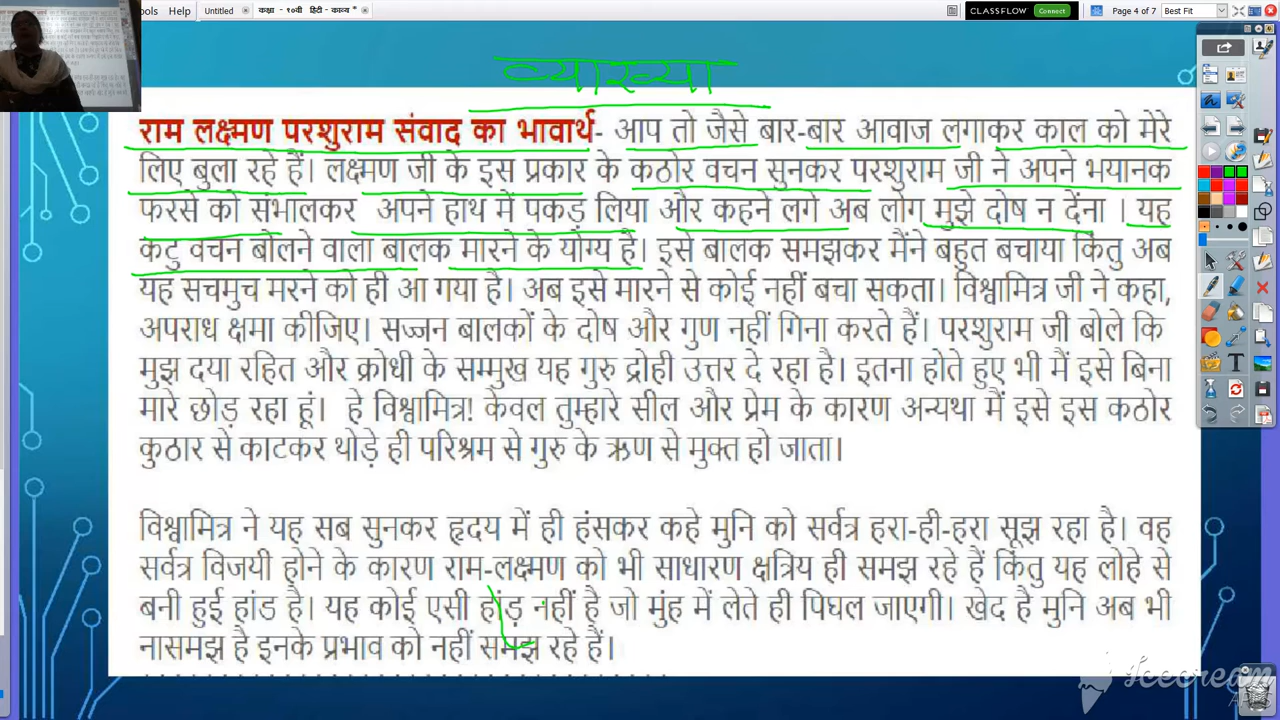 ools Help Untitled कक्षा - १०वी हिंदी - काव्य * CLASSFLOW Connect Page 4 of 7 Best Fit
व्याख्या
राम लक्ष्मण परशुराम संवाद का भावार्थ- आप तो जैसे बार-बार आवाज लगाकर काल को मेरे
लिए बुला रहे हैं। लक्ष्मण जी के इस प्रकार के कठोर वचन सुनकर परशुराम जी ने अपने भयानक
फरसे को संभालकर अपने हाथ में पकड़ लिया और कहने लगे अब लोग मुझे दोष न देंना । यह
कटु वचन बोलने वाला बालक मारने के योग्य है। इसे बालक समझकर मैंने बहुत बचाया किंतु अब
यह सचमुच मरने को ही आ गया है। अब इसे मारने से कोई नहीं बचा सकता। विश्वामित्र जी ने कहा,
अपराध क्षमा कीजिए। सज्जन बालकों के दोष और गुण नहीं गिना करते हैं। परशुराम जी बोले कि
मुझ दया रहित और क्रोधी के सम्मुख यह गुरु द्रोही उत्तर दे रहा है। इतना होते हुए भी मैं इसे बिना
मारे छोड़ रहा हूं। हे विश्वामित्र! केवल तुम्हारे सील और प्रेम के कारण अन्यथा मैं इसे इस कठोर
कुठार से काटकर थोड़े ही परिश्रम से गुरु के ऋण से मुक्त हो जाता।
विश्वामित्र ने यह सब सुनकर हृदय में ही हंसकर कहे मुनि को सर्वत्र हरा-ही-हरा सूझ रहा है। वह
सर्वत्र विजयी होने के कारण राम-लक्ष्मण को भी साधारण क्षत्रिय ही समझ रहे हैं किंतु यह लोहे से
बनी हुई हांड है। यह कोई एसी हांड़ नहीं है जो मुंह में लेते ही पिघल जाएगी। खेद है मुनि अब भी
नासमझ है इनके प्रभाव को नहीं समझ रहे हैं।
Icecream
APPS